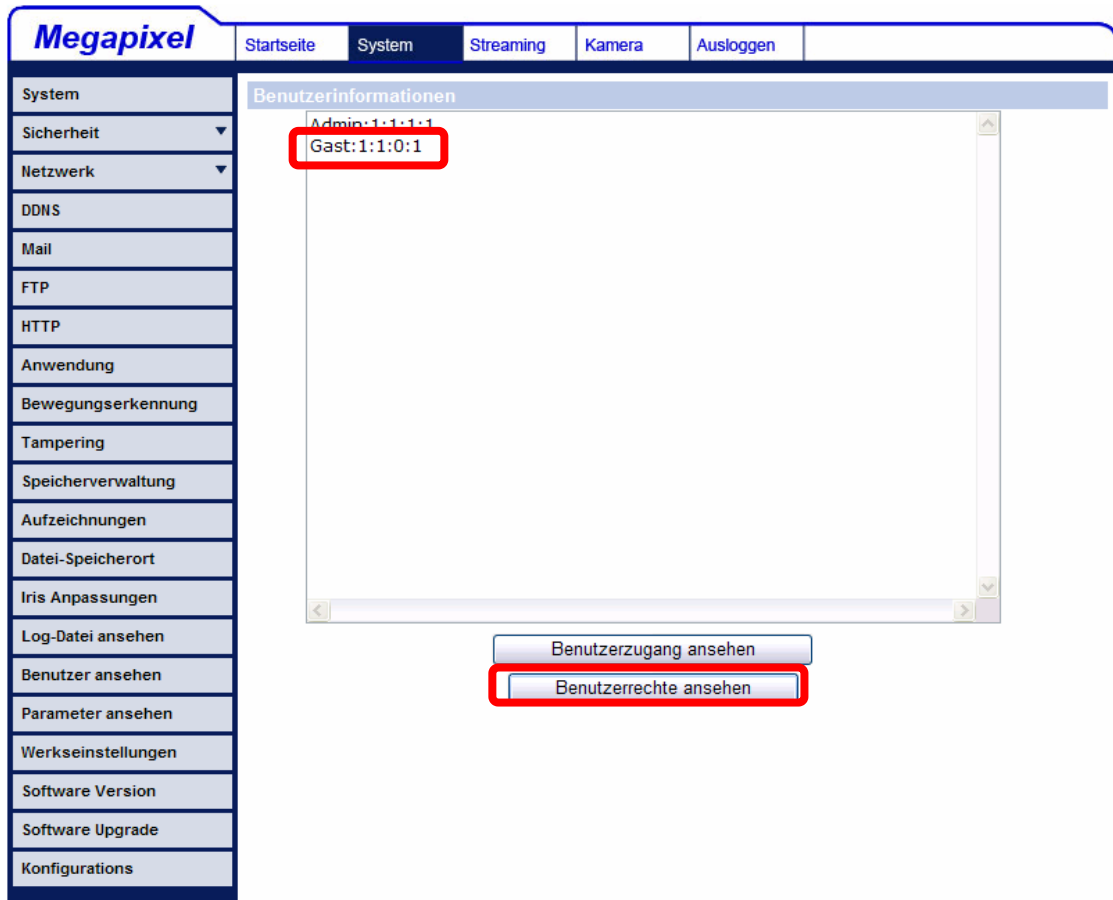 Megapixel
Startseite System Streaming Kamera Ausloggen
System
Sicherheit
Netzwerk
DDNS
Mail
FTP
HTTP
Anwendung
Bewegungserkennung
Tampering
Speicherverwaltung
Aufzeichnungen
Datei-Speicherort
Iris Anpassungen
Log-Datei ansehen
Benutzer ansehen
Parameter ansehen
Werkseinstellungen
Software Version
Software Upgrade
Konfigurations
Benutzerinformationen
Admin:1:1:1:1
Gast:1:1:0:1
Benutzerzugang ansehen
Benutzerrechte ansehen